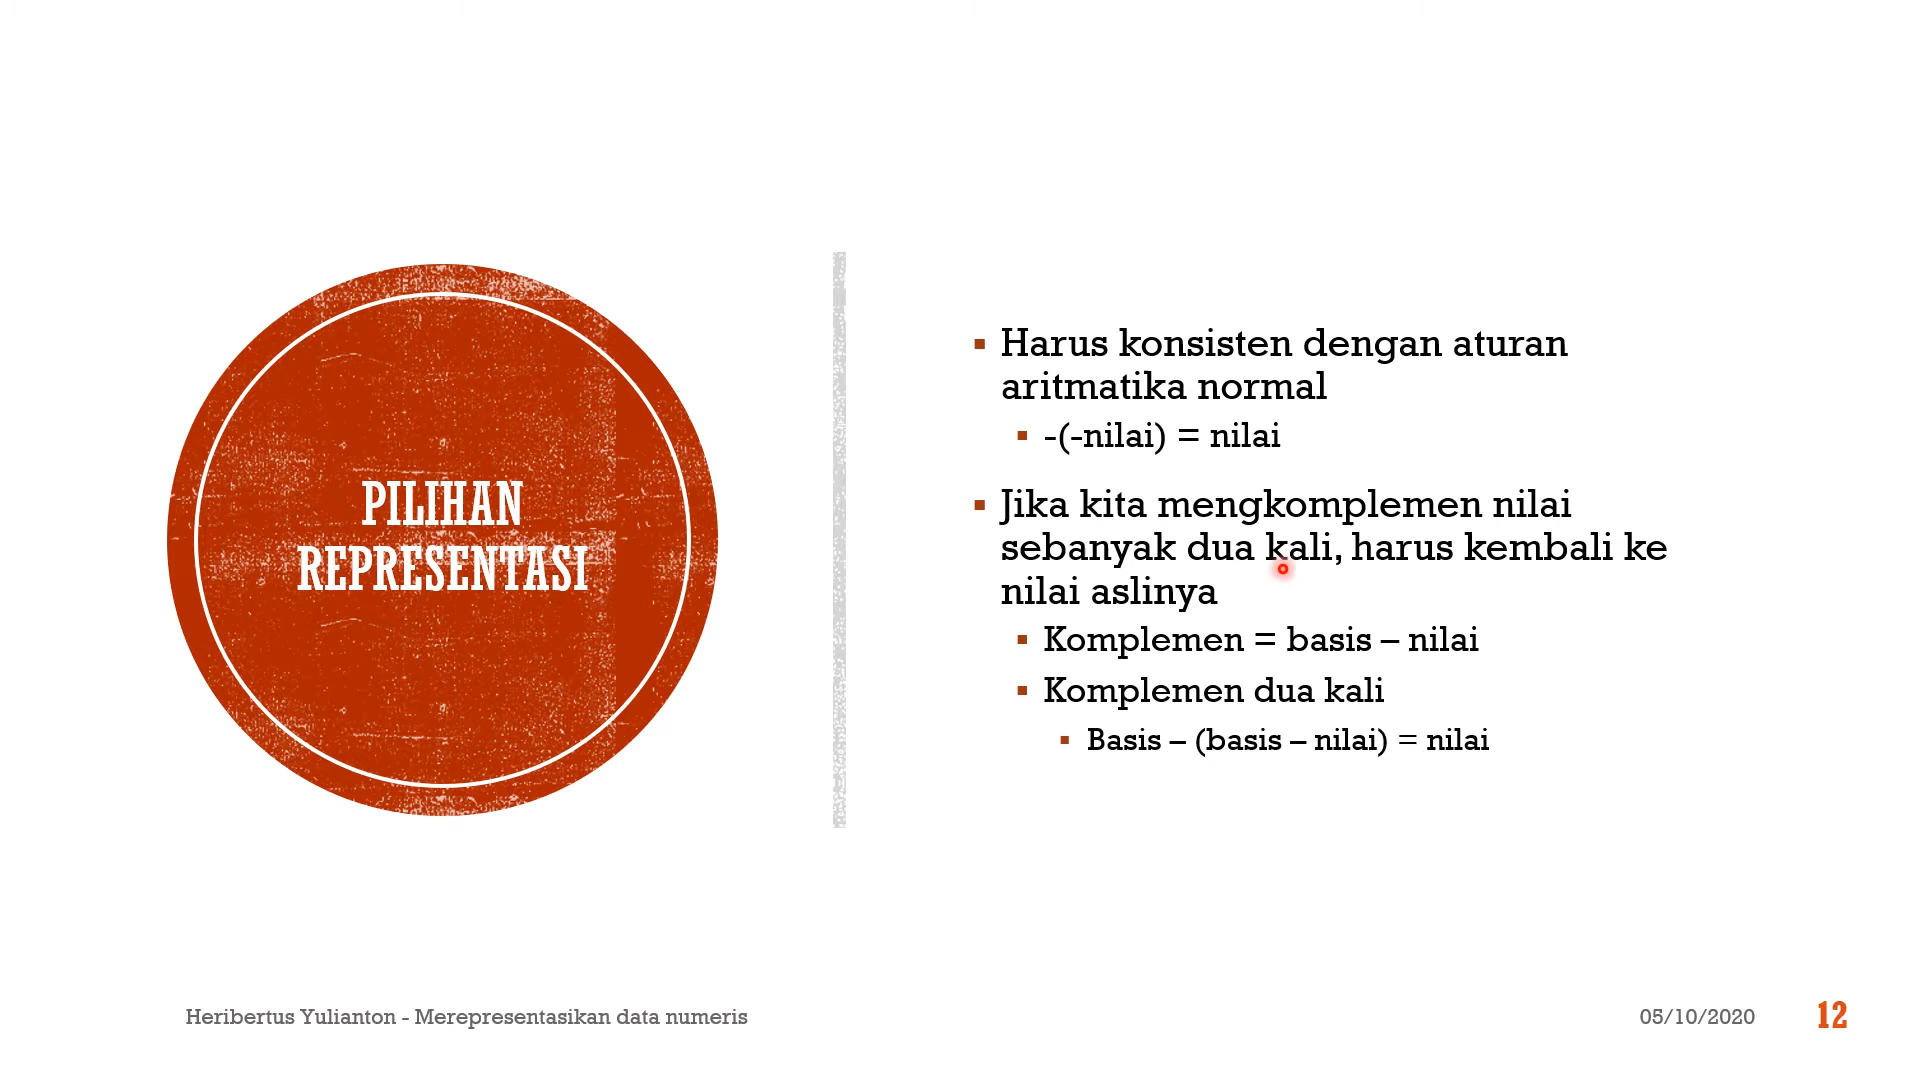 PILIHAN
REPRESENTASI
▪ Harus konsisten dengan aturan
aritmatika normal
▪ -(-nilai) = nilai
▪ Jika kita mengkomplemen nilai
sebanyak dua kali, harus kembali ke
nilai aslinya
▪ Komplemen = basis – nilai
▪ Komplemen dua kali
▪ Basis – (basis – nilai) = nilai
Heribertus Yulianton - Merepresentasikan data numeris
05/10/2020
12